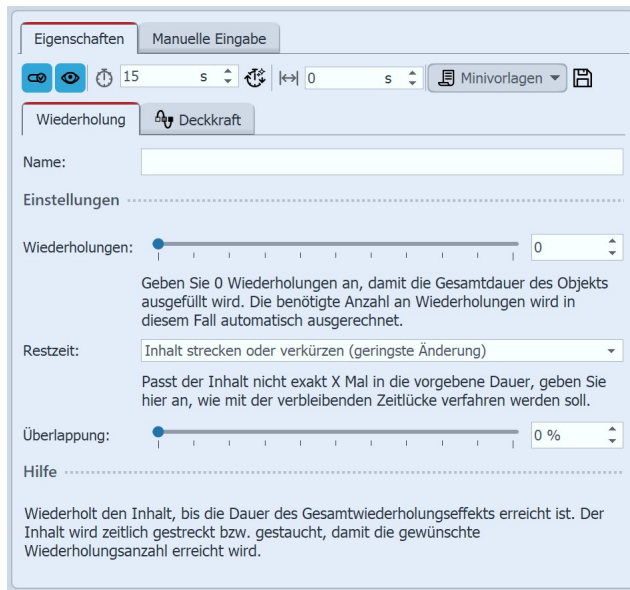 Eigenschaften Manuelle Eingabe
15 s 0 s Minivorlagen
Wiederholung Deckkraft
Name:
Einstellungen
Wiederholungen: 0
Geben Sie 0 Wiederholungen an, damit die Gesamtdauer des Objekts
ausgefüllt wird. Die benötigte Anzahl an Wiederholungen wird in
diesem Fall automatisch ausgerechnet.
Restzeit: Inhalt strecken oder verkürzen (geringste Änderung)
Passt der Inhalt nicht exakt X Mal in die vorgebene Dauer, geben Sie
hier an, wie mit der verbleibenden Zeitlücke verfahren werden soll.
Überlappung: 0 %
Hilfe
Wiederholt den Inhalt, bis die Dauer des Gesamtwiederholungseffekts erreicht ist. Der
Inhalt wird zeitlich gestreckt bzw. gestaucht, damit die gewünschte
Wiederholungsanzahl erreicht wird.